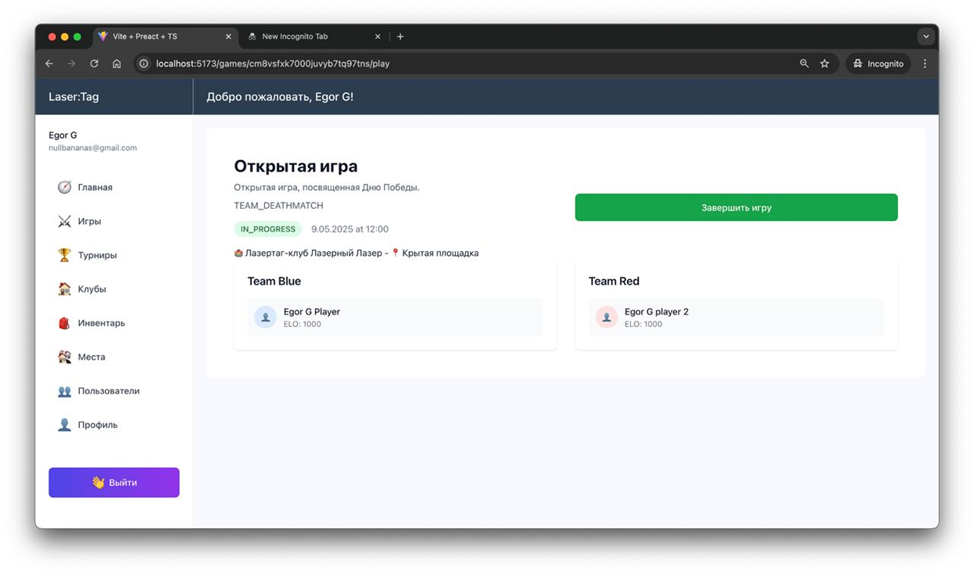 Vite + Preact + TS
New Incognito Tab
localhost:5173/games/cm8vsfxk7000juvyb7tq97tns/play
Incognito
Laser:Tag
Добро пожаловать, Egor G!
Egor G
nullbananas@gmail.com
Главная
Игры
Турниры
Клубы
Инвентарь
Места
Пользователи
Профиль
Выйти
Открытая игра
Открытая игра, посвященная Дню Победы.
TEAM_DEATHMATCH
IN_PROGRESS 9.05.2025 at 12:00
Завершить игру
Лазертаг-клуб Лазерный Лазер - Крытая площадка
Team Blue
Egor G Player
ELO: 1000
Team Red
Egor G player 2
ELO: 1000